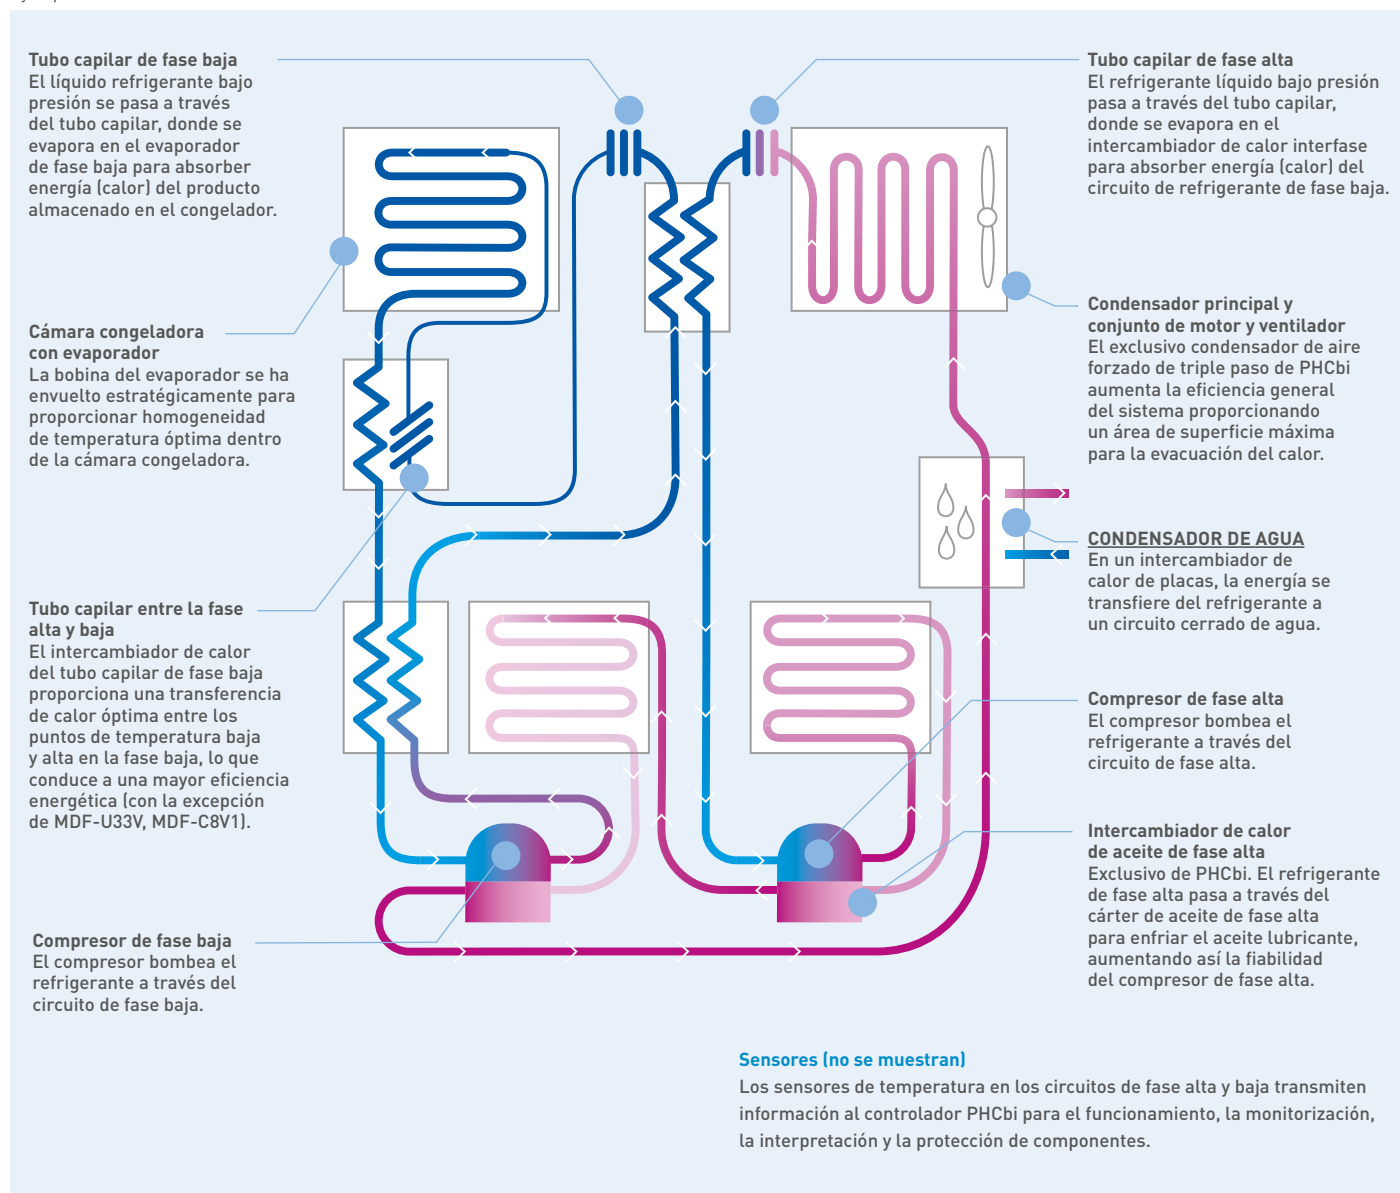 Tubo capilar de fase baja
El líquido refrigerante bajo
presión se pasa a través
del tubo capilar, donde se
evapora en el evaporador
de fase baja para absorber
energía (calor) del producto
almacenado en el congelador.
Cámara congeladora
con evaporador
La bobina del evaporador se ha
envuelto estratégicamente para
proporcionar homogeneidad
de temperatura óptima dentro
de la cámara congeladora.
Tubo capilar entre la fase
alta y baja
El intercambiador de calor
del tubo capilar de fase baja
proporciona una transferencia
de calor óptima entre los
puntos de temperatura baja
y alta en la fase baja, lo que
conduce a una mayor eficiencia
energética (con la excepción
de MDF-U33V, MDF-C8V1).
Compresor de fase baja
El compresor bombea el
refrigerante a través del
circuito de fase baja.
Tubo capilar de fase alta
El refrigerante líquido bajo presión
pasa a través del tubo capilar,
donde se evapora en el
intercambiador de calor interfase
para absorber energía (calor) del
circuito de refrigerante de fase baja.
Condensador principal y
conjunto de motor y ventilador
El exclusivo condensador de aire
forzado de triple paso de PHCbi
aumenta la eficiencia general
del sistema proporcionando
un área de superficie máxima
para la evacuación del calor.
CONDENSADOR DE AGUA
En un intercambiador de
calor de placas, la energía se
transfiere del refrigerante a
un circuito cerrado de agua.
Compresor de fase alta
El compresor bombea el
refrigerante a través del
circuito de fase alta.
Intercambiador de calor
de aceite de fase alta
Exclusivo de PHCbi. El refrigerante
de fase alta pasa a través del
cárter de aceite de fase alta
para enfriar el aceite lubricante,
aumentando así la fiabilidad
del compresor de fase alta.
Sensores (no se muestran)
Los sensores de temperatura en los circuitos de fase alta y baja transmiten
información al controlador PHCbi para el funcionamiento, la monitorización,
la interpretación y la protección de componentes.